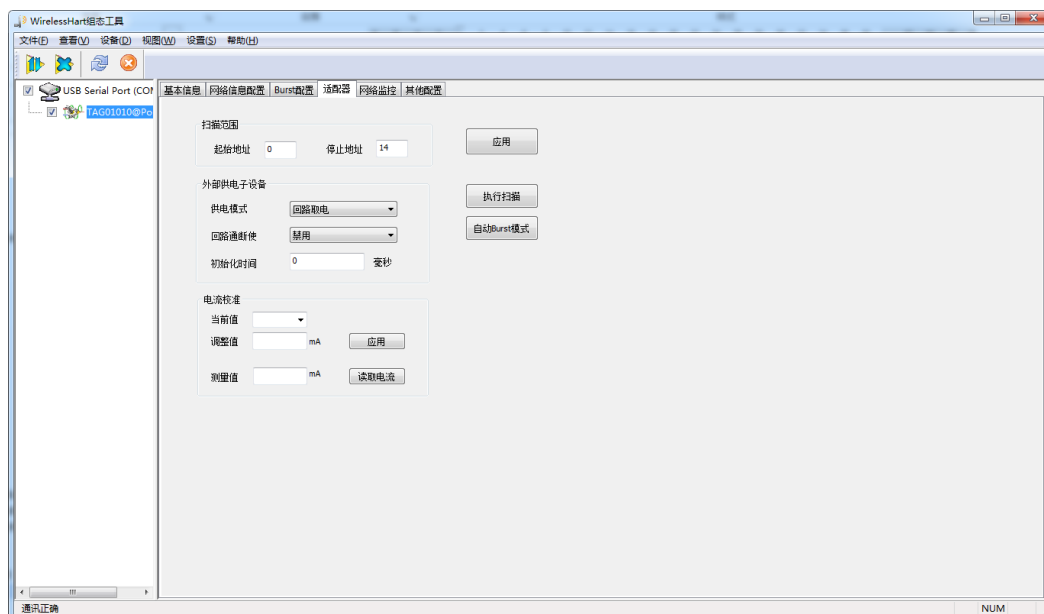 WirelessHart组态工具
文件(F) 查看(V) 设备(D) 视图(W) 设置(S) 帮助(H)
USB Serial Port (COM
TAG01010@Po
基本信息 网络信息配置 Burst配置 适配器 网络监控 其他配置
扫描范围
起始地址 0 停止地址 14
应用
外部供电子设备
供电模式 回路取电
执行扫描
回路通断使 禁用
自动Burst模式
初始化时间 0 毫秒
电流校准
当前值
调整值 mA 应用
测量值 mA 读取电流
通讯正确 NUM